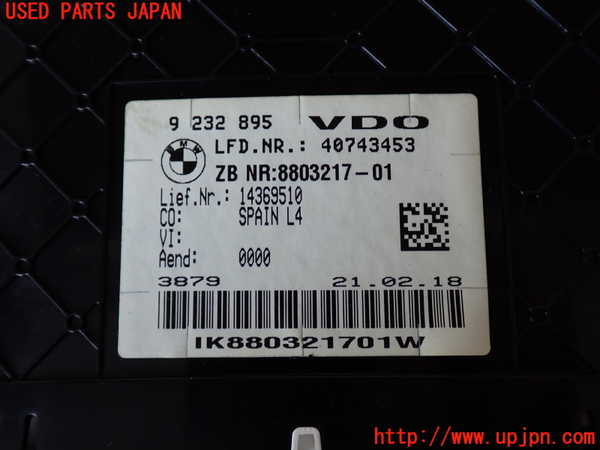 USED PARTS JAPAN
9 232 895 VDO
BMW LFD.NR.: 40743453
ZB NR:8803217-01
Lief.Nr.: 14369510
CO: SPAIN L4
VI:
Aend: 0000
3879 21.02.18
IK880321701W
http://www.upjpn.com/